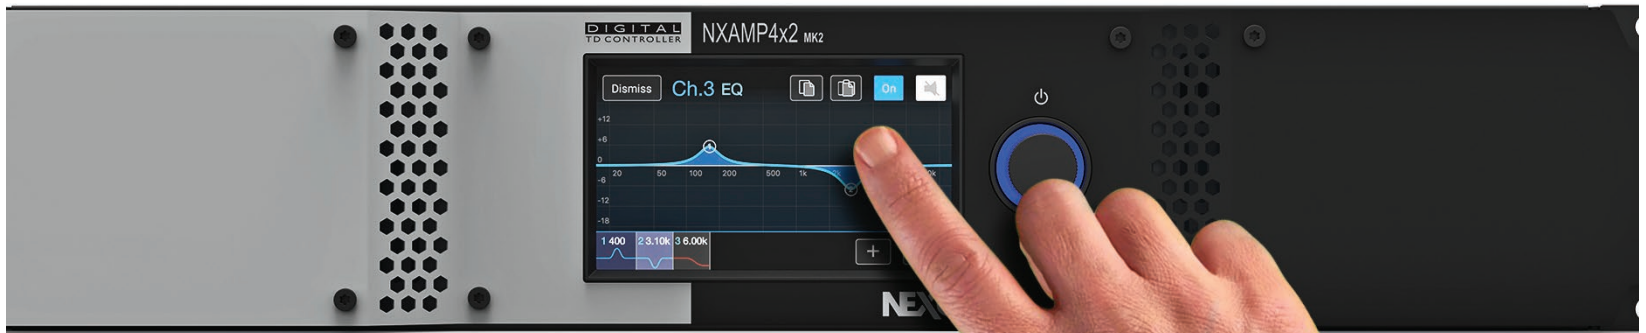 DIGITAL
TD CONTROLLER
NXAMP4x2 MK2
Dismiss
Ch.3 EQ
On
+12
+6
0
-6
-12
-18
20 50 100 200 500 1k
1 400 2 3.10k 3 6.00k
+